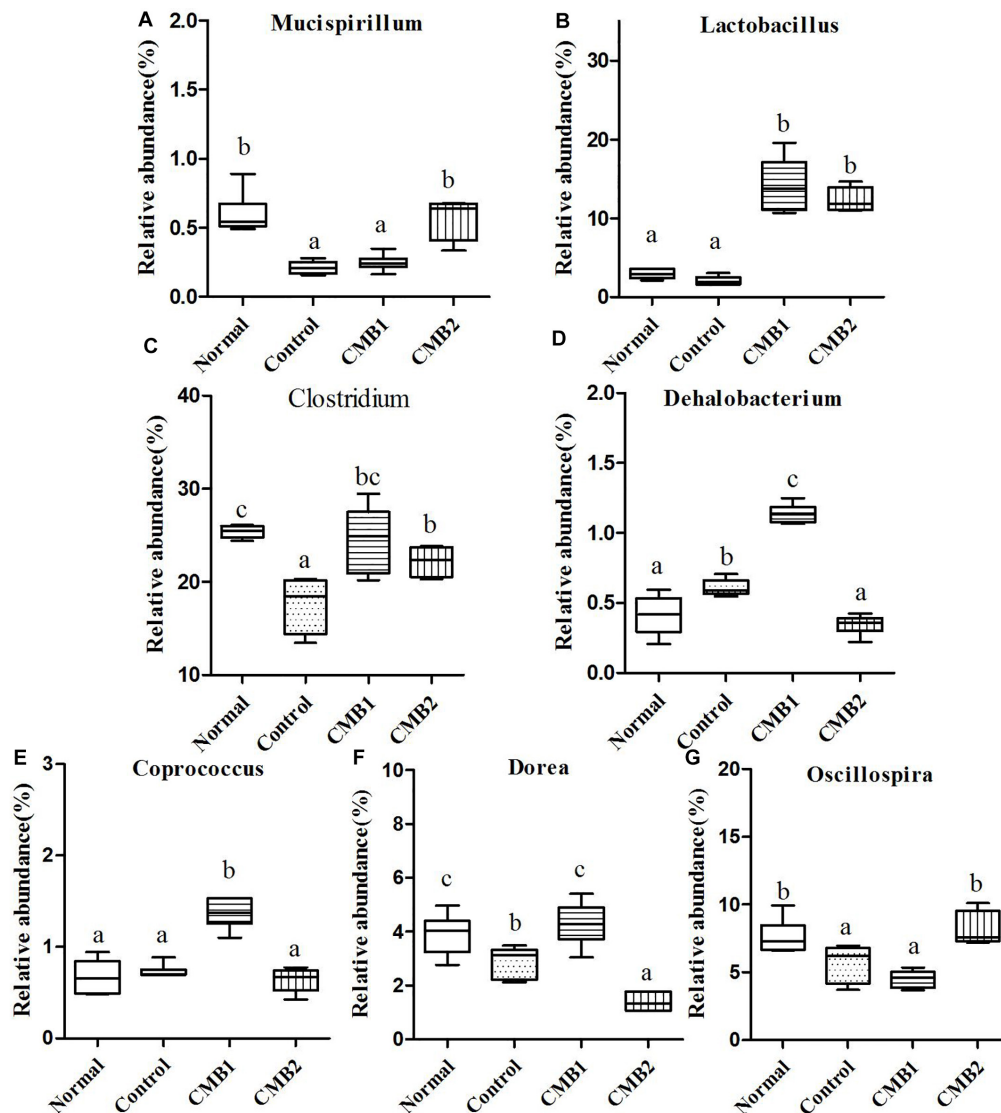 A
Mucispirillum
Relative abundance(%)
2.0
1.5
1.0
0.5
0.0
b
a
a
b
Normal
Control
CMB1
CMB2
B
Lactobacillus
Relative abundance(%)
30
20
10
0
a
a
b
b
Normal
Control
CMB1
CMB2
C
Clostridium
Relative abundance(%)
40
30
20
10
c
a
bc
b
Normal
Control
CMB1
CMB2
D
Dehalobacterium
Relative abundance(%)
2.0
1.5
1.0
0.5
0.0
a
b
c
a
Normal
Control
CMB1
CMB2
E
Coprococcus
Relative abundance(%)
3
2
1
0
a
a
b
a
Normal
Control
CMB1
CMB2
F
Dorea
Relative abundance(%)
10
8
6
4
2
0
c
b
c
a
Normal
Control
CMB1
CMB2
G
Oscillospira
Relative abundance(%)
20
15
10
5
0
b
a
a
b
Normal
Control
CMB1
CMB2